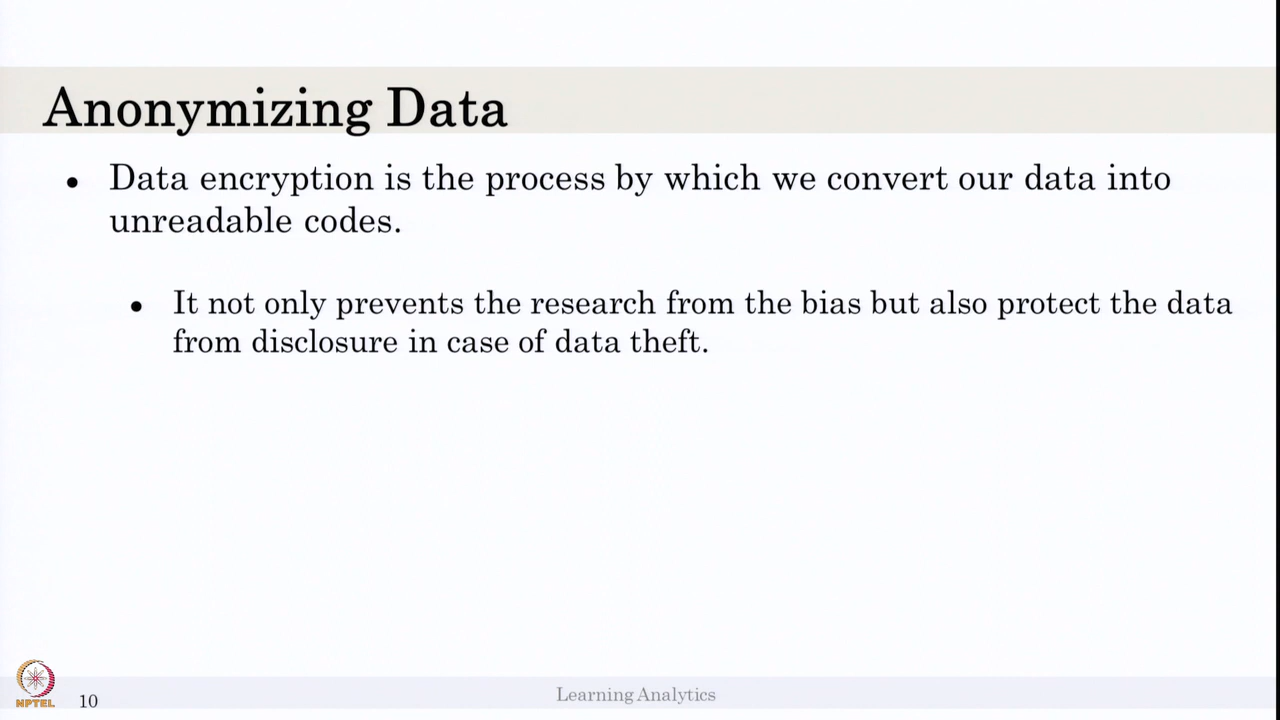 Anonymizing Data
• Data encryption is the process by which we convert our data into
unreadable codes.
• It not only prevents the research from the bias but also protect the data
from disclosure in case of data theft.
NPTEL
10
Learning Analytics